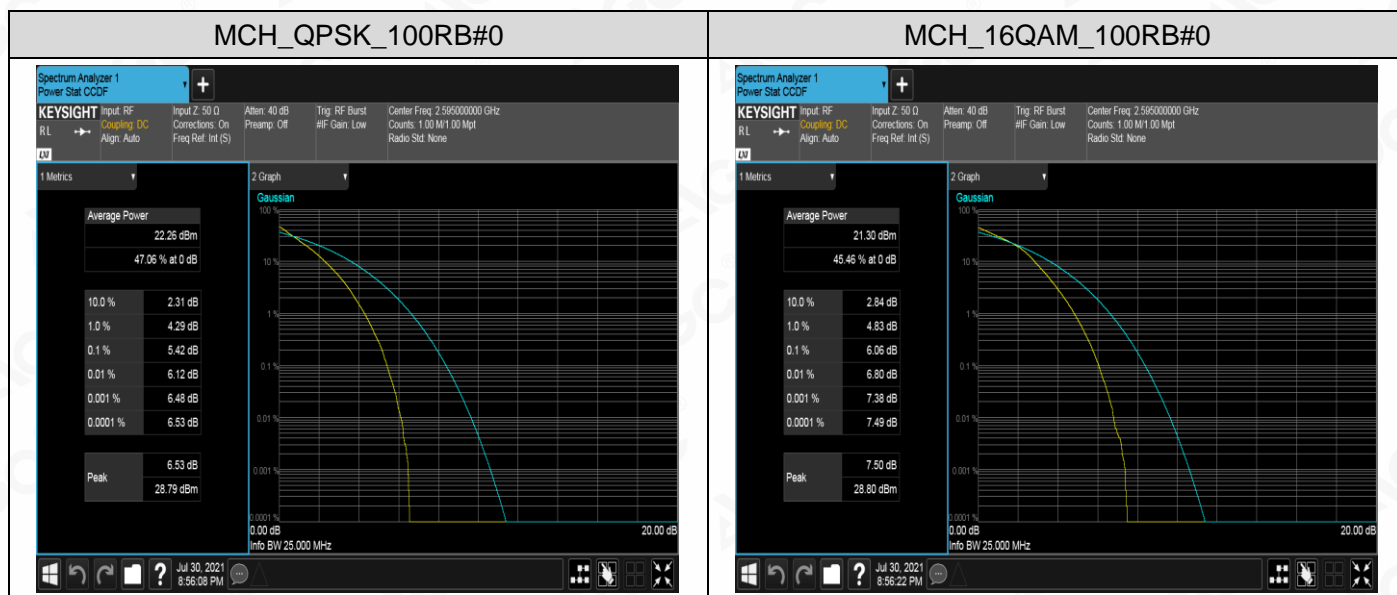 MCH_QPSK_100RB#0
MCH_16QAM_100RB#0
Spectrum Analyzer 1
Power Stat CCDF
+
KEYSIGHT
RL
LXI
Input: RF
Coupling: DC
Align: Auto
Input Z: 50 Ω
Corrections: On
Freq Ref: Int (S)
Atten: 40 dB
Preamp: Off
Trig: RF Burst
#IF Gain: Low
Center Freq: 2.595000000 GHz
Counts: 1.00 M/1.00 Mpt
Radio Std: None
1 Metrics
Average Power
22.26 dBm
47.06 % at 0 dB
10.0 % 2.31 dB
1.0 % 4.29 dB
0.1 % 5.42 dB
0.01 % 6.12 dB
0.001 % 6.48 dB
0.0001 % 6.53 dB
Peak
6.53 dB
28.79 dBm
2 Graph
Gaussian
100 %
10 %
1 %
0.1 %
0.01 %
0.001 %
0.0001 %
0.00 dB 20.00 dB
Info BW 25.000 MHz
?
Jul 30, 2021
8:56:08 PM
Spectrum Analyzer 1
Power Stat CCDF
+
KEYSIGHT
RL
LXI
Input: RF
Coupling: DC
Align: Auto
Input Z: 50 Ω
Corrections: On
Freq Ref: Int (S)
Atten: 40 dB
Preamp: Off
Trig: RF Burst
#IF Gain: Low
Center Freq: 2.595000000 GHz
Counts: 1.00 M/1.00 Mpt
Radio Std: None
1 Metrics
Average Power
21.30 dBm
45.46 % at 0 dB
10.0 % 2.84 dB
1.0 % 4.83 dB
0.1 % 6.06 dB
0.01 % 6.80 dB
0.001 % 7.38 dB
0.0001 % 7.49 dB
Peak
7.50 dB
28.80 dBm
2 Graph
Gaussian
100 %
10 %
1 %
0.1 %
0.01 %
0.001 %
0.0001 %
0.00 dB 20.00 dB
Info BW 25.000 MHz
?
Jul 30, 2021
8:56:22 PM